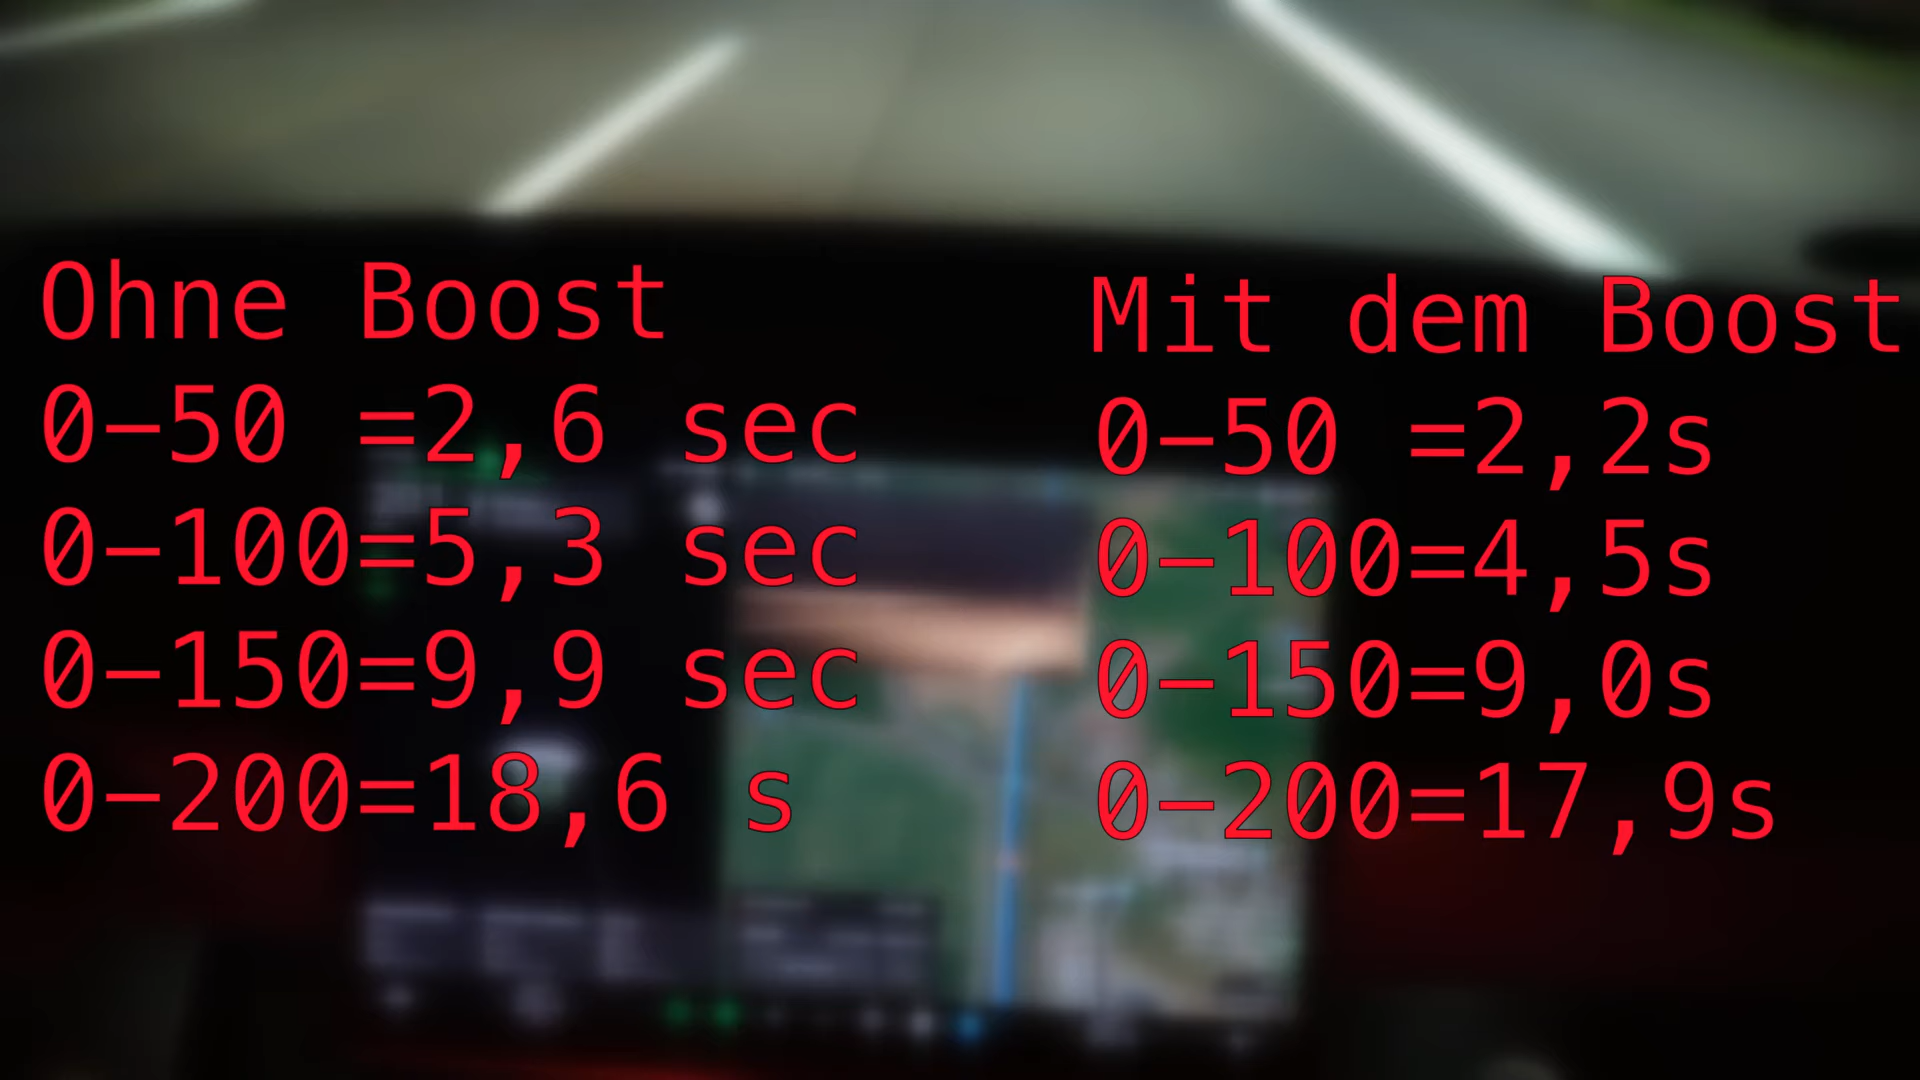 Ohne Boost
0-50 =2,6 sec
0-100=5,3 sec
0-150=9,9 sec
0-200=18,6 s
Mit dem Boost
0-50 =2,2s
0-100=4,5s
0-150=9,0s
0-200=17,9s